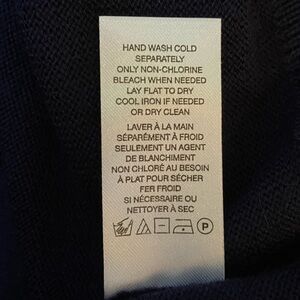 HAND WASH COLD
SEPARATELY
ONLY NON-CHLORINE
BLEACH WHEN NEEDED
LAY FLAT TO DRY
COOL IRON IF NEEDED
OR DRY CLEAN
LAVER À LA MAIN
SÉPARÉMENT À FROID
SEULEMENT UN AGENT
DE BLANCHIMENT
NON CHLORÉ AU BESOIN
À PLAT POUR SÉCHER
FER FROID
SI NÉCESSAIRE OU
NETTOYER À SEC
P